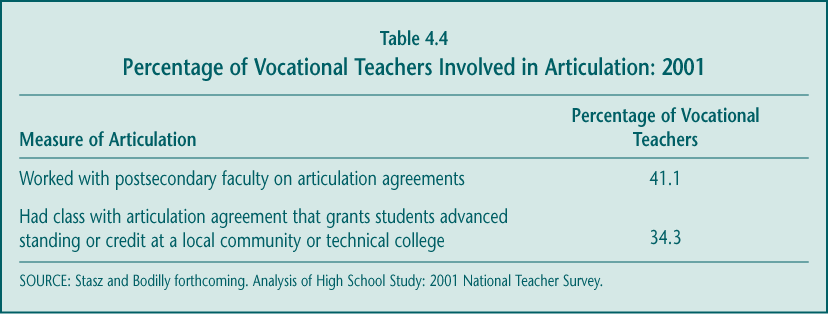 Table 4.4
Percentage of Vocational Teachers Involved in Articulation: 2001
Percentage of Vocational
Measure of Articulation Teachers
Worked with postsecondary faculty on articulation agreements 41.1
Had class with articulation agreement that grants students advanced
standing or credit at a local community or technical college 34.3
SOURCE: Stasz and Bodilly forthcoming. Analysis of High School Study: 2001 National Teacher Survey.